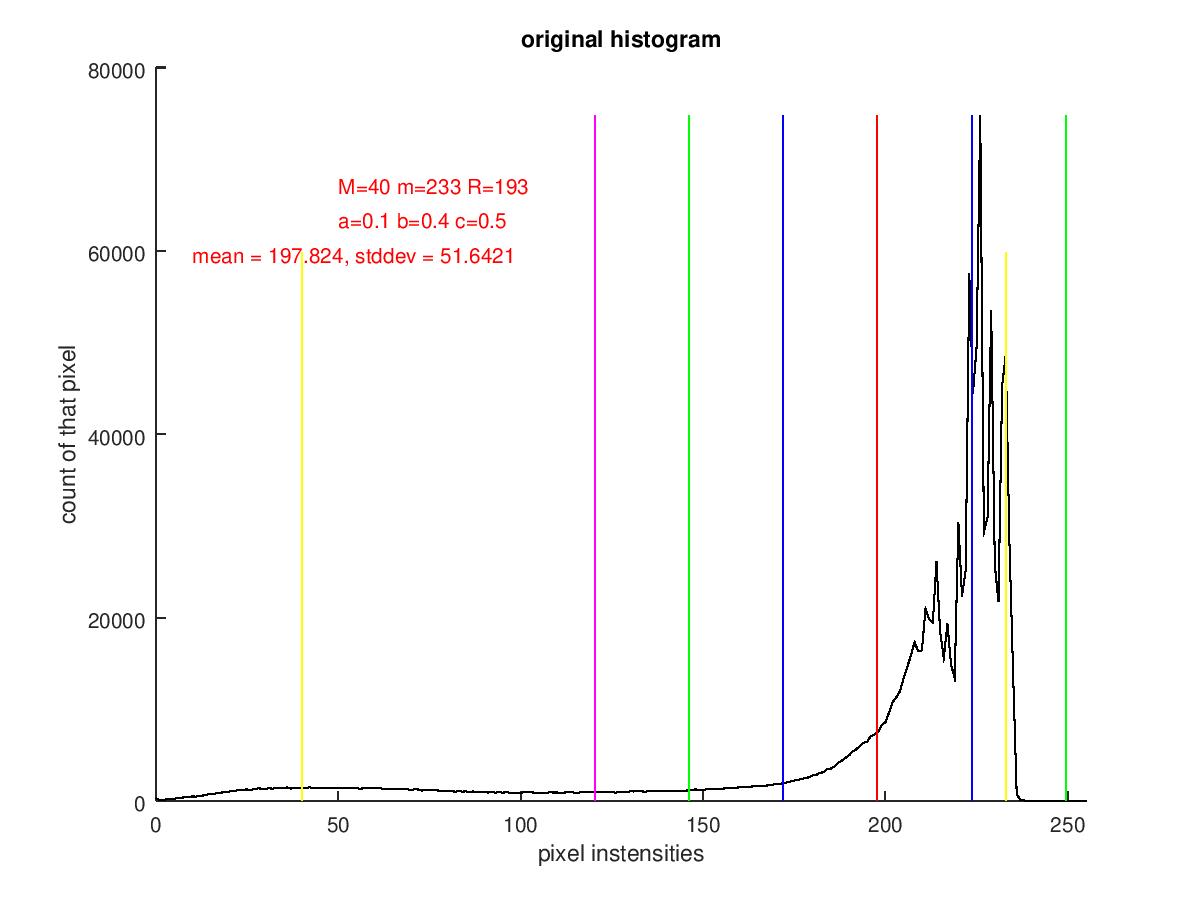 original histogram
80000
60000
40000
20000
0
M=40 m=233 R=193
a=0.1 b=0.4 c=0.5
mean = 197.824, stddev = 51.6421
count of that pixel
0 50 100 150 200 250
pixel instensities